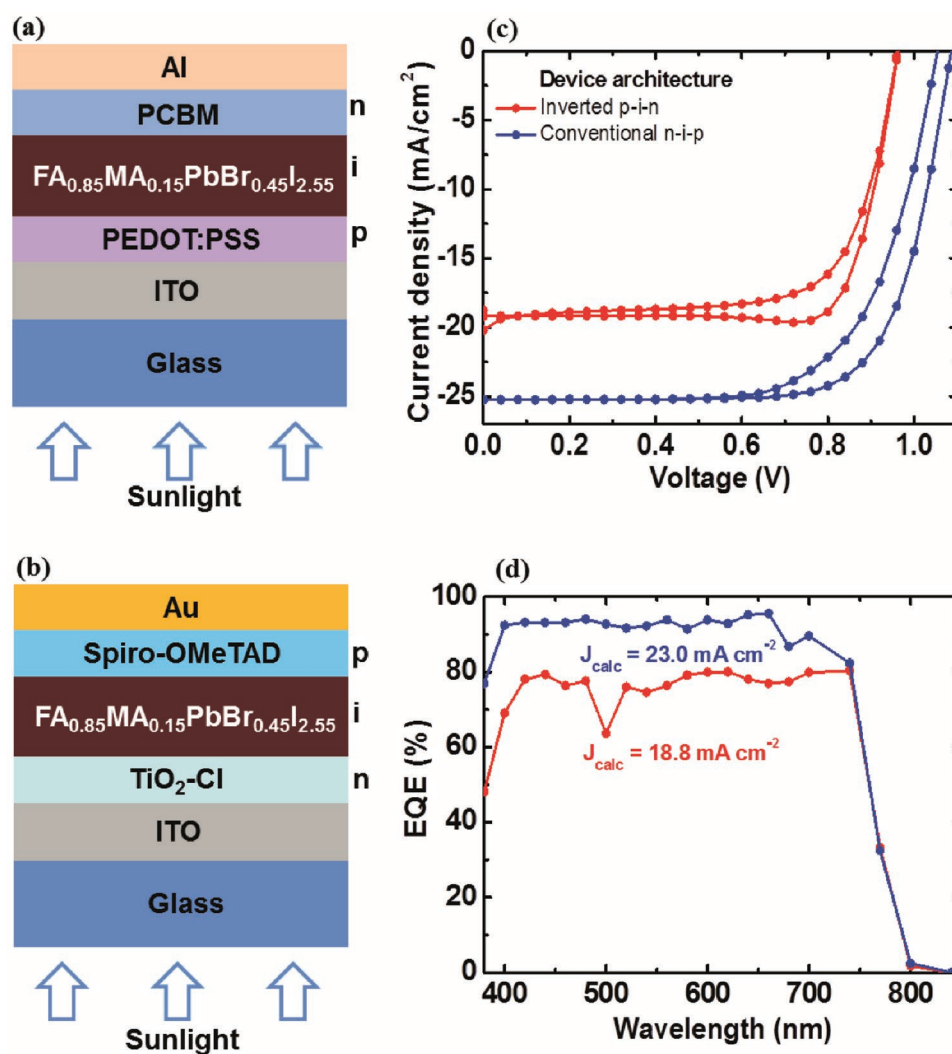 (a)
Al
PCBM n
FA₀.₈₅MA₀.₁₅PbBr₀.₄₅I₂.₅₅ i
PEDOT:PSS p
ITO
Glass
Sunlight
(c)
0
-5
-10
-15
-20
-25
Current density (mA/cm²)
Device architecture
Inverted p-i-n
Conventional n-i-p
0.0 0.2 0.4 0.6 0.8 1.0
Voltage (V)
(b)
Au
Spiro-OMeTAD p
FA₀.₈₅MA₀.₁₅PbBr₀.₄₅I₂.₅₅ i
TiO₂-Cl n
ITO
Glass
Sunlight
(d)
100
80
60
40
20
0
EQE (%)
J_calc = 23.0 mA cm⁻²
J_calc = 18.8 mA cm⁻²
400 500 600 700 800
Wavelength (nm)